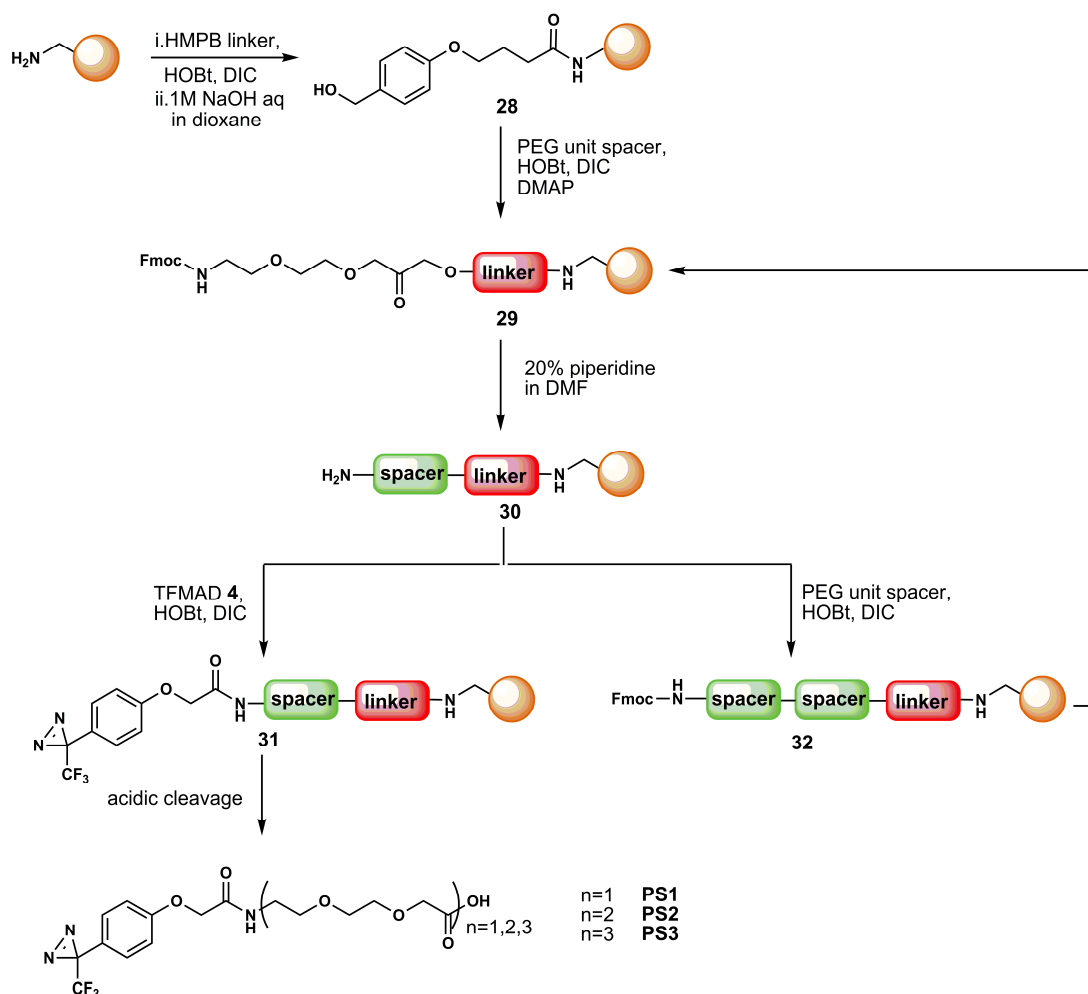 i.HMPB linker,
HOBt, DIC
ii.1M NaOH aq
in dioxane
H₂N
O
O
N
H
HO
28
PEG unit spacer,
HOBt, DIC
DMAP
Fmoc
N
H
O
O
O
O
linker
N
H
29
20% piperidine
in DMF
H₂N
spacer
linker
N
H
30
TFMAD 4,
HOBt, DIC
PEG unit spacer,
HOBt, DIC
O
O
N
H
spacer
linker
N
H
N
N
CF₃
31
Fmoc
H
N
spacer
spacer
linker
N
H
32
acidic cleavage
O
O
N
H
O
O
O
OH
n=1,2,3
N
N
CF₃
n=1 PS1
n=2 PS2
n=3 PS3